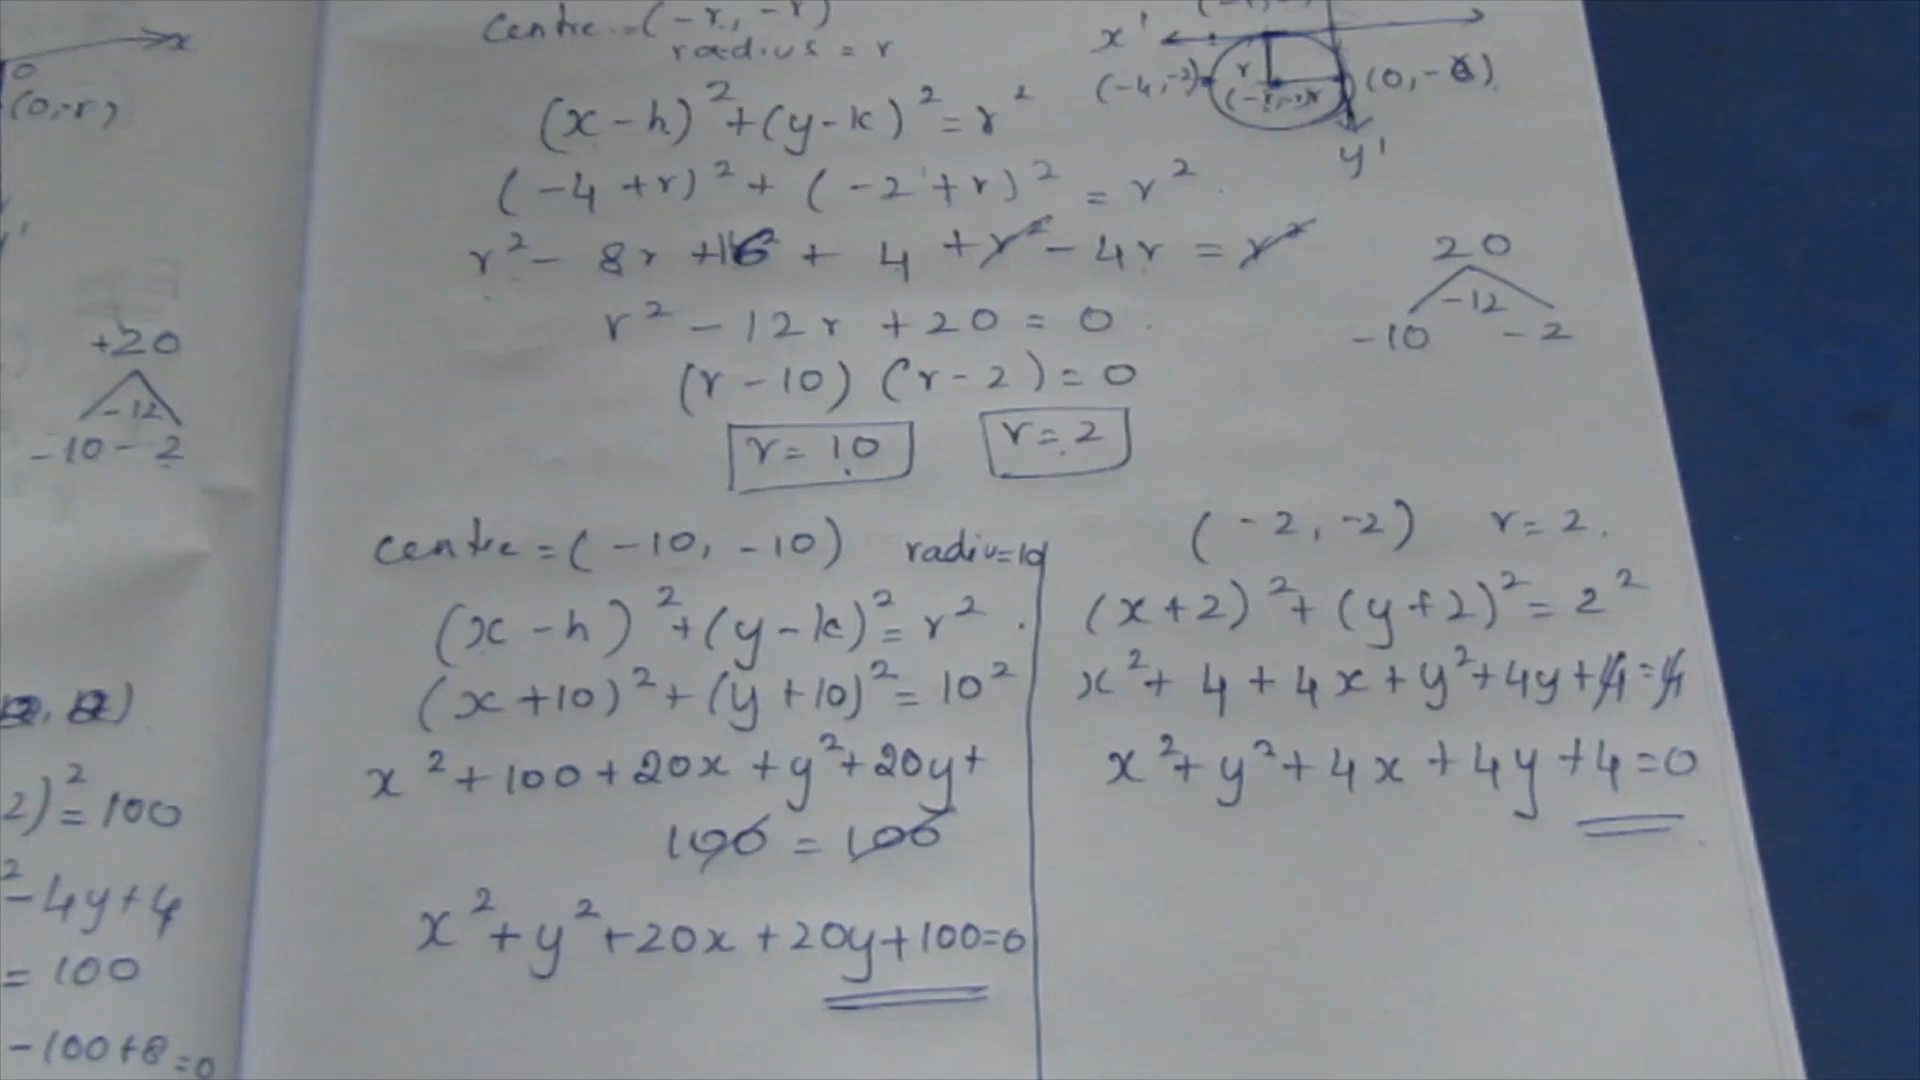 x
0
(0,-r)
+20
-12
-10 -2
2)² = 100
² - 4y + 4
= 100
- 100 + 8 = 0
Centre = (-r, -r)
radius = r
(x - h)² + (y - k)² = r²
(-4 + r)² + (-2 + r)² = r²
r² - 8r + 16 + 4 + r² - 4r = r²
r² - 12r + 20 = 0
(r - 10) (r - 2) = 0
r = 10 r = 2
x'
(-4,-2)
r
(-r,-r)
(0,-
y'
20
-12
-10 -2
centre = (-10, -10) radiu=10
(x - h)² + (y - k)² = r²
(x + 10)² + (y + 10)² = 10²
x² + 100 + 20x + y² + 20y +
100 = 100
x² + y² + 20x + 20y + 100 = 0
(-2, -2) r = 2.
(x + 2)² + (y + 2)² = 2²
x² + 4 + 4x + y² + 4y + 4 = 4
x² + y² + 4x + 4y + 4 = 0